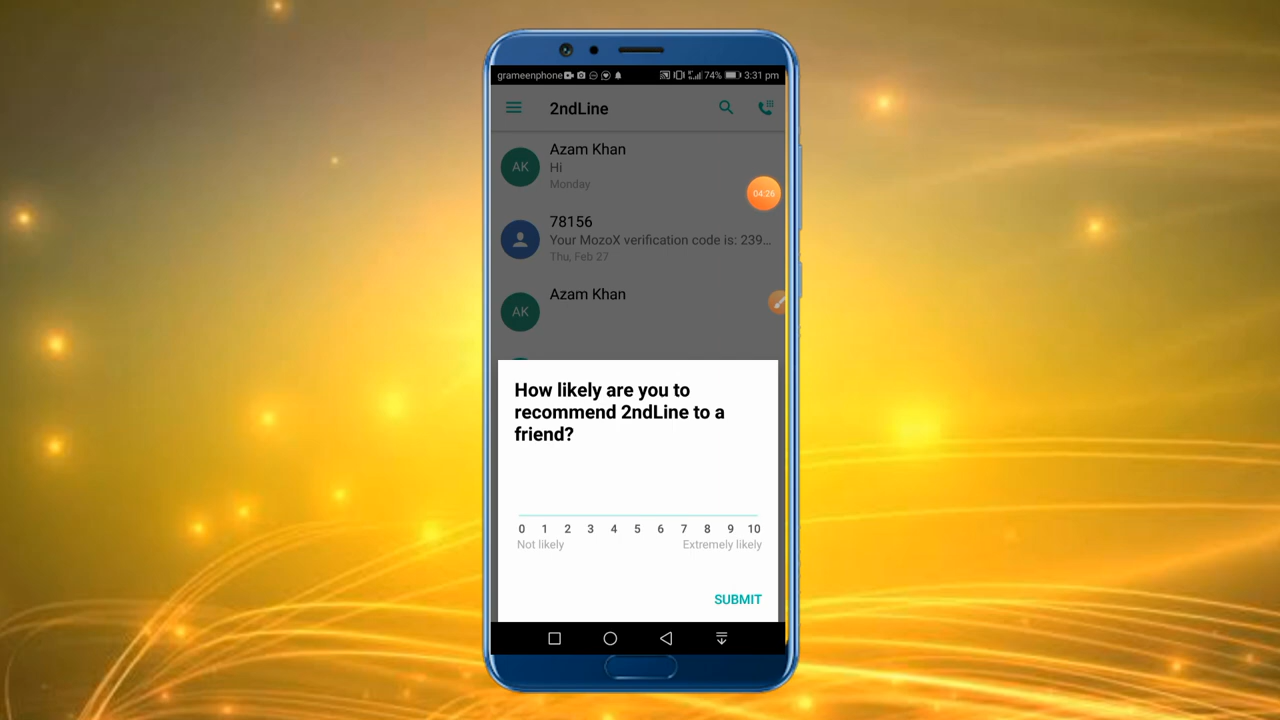 grameenphone 74% 3:31 pm
2ndLine
AK
Azam Khan
Hi
Monday
04:26
78156
Your MozoX verification code is: 239...
Thu, Feb 27
AK
Azam Khan
How likely are you to
recommend 2ndLine to a
friend?
0 1 2 3 4 5 6 7 8 9 10
Not likely Extremely likely
SUBMIT